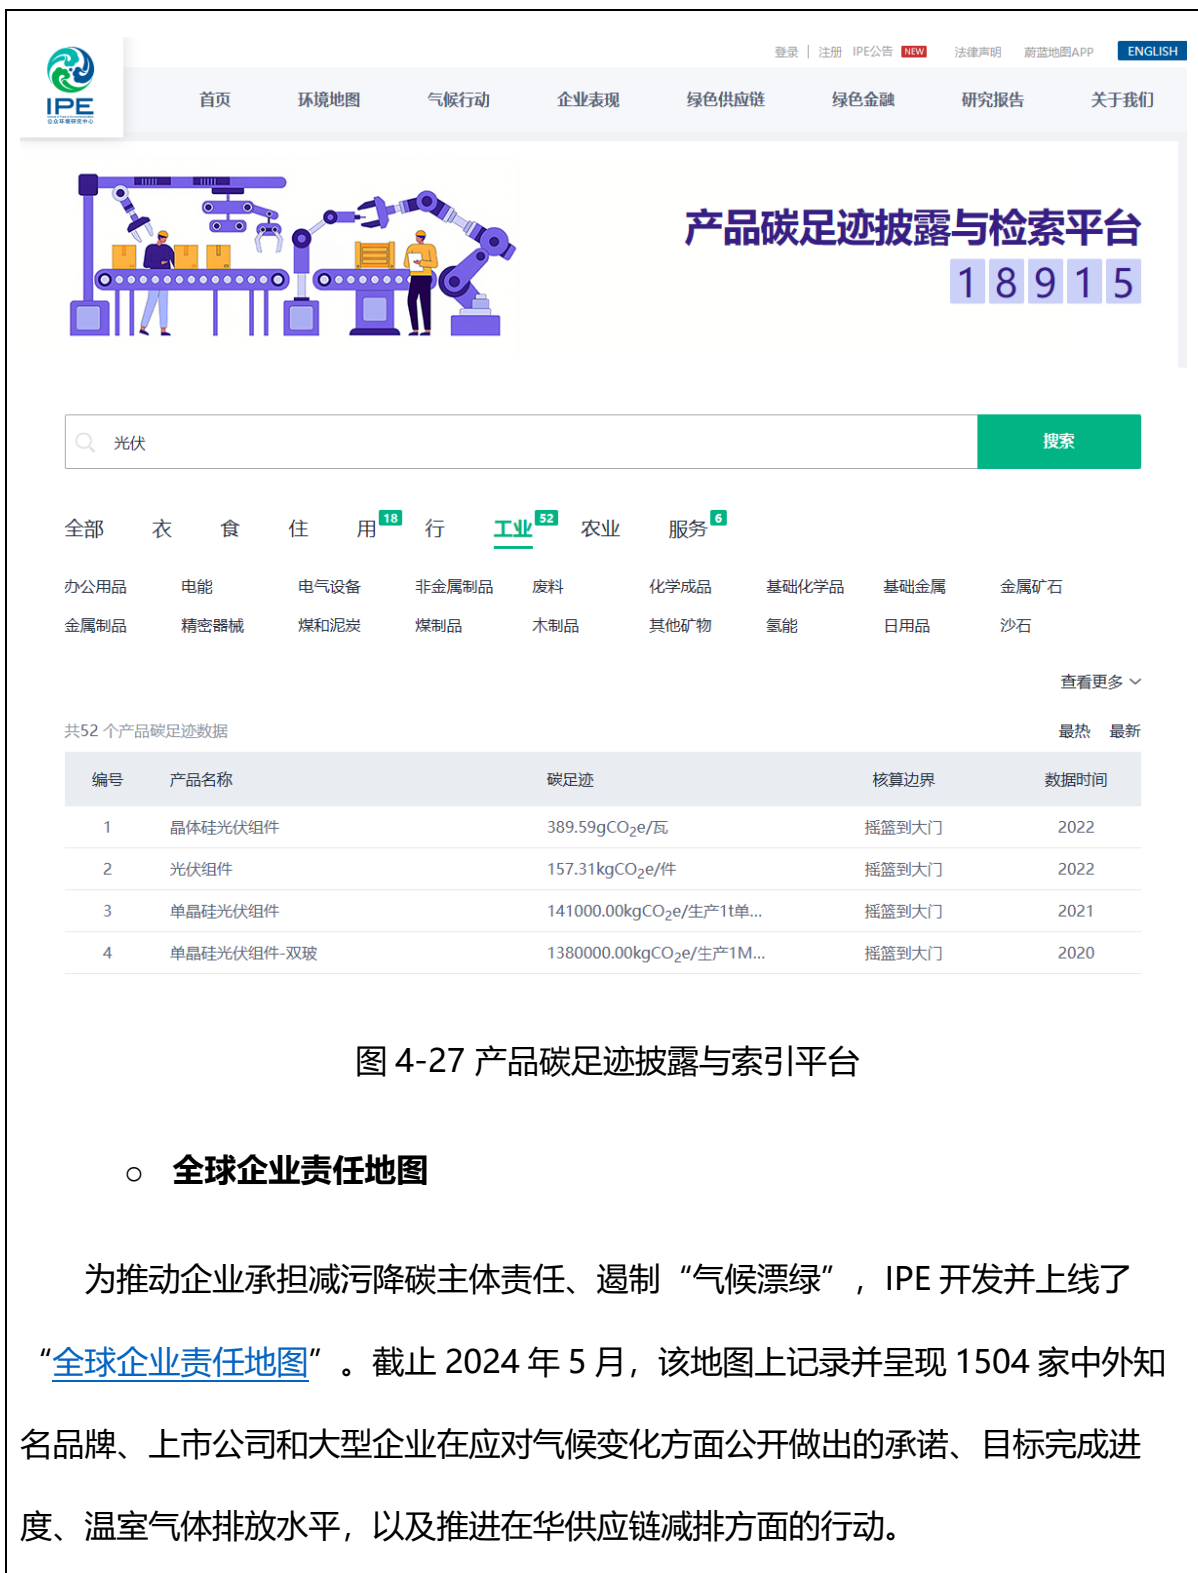 登录 | 注册 IPE公告 NEW 法律声明 蔚蓝地图APP ENGLISH
IPE
公众环境研究中心
首页 环境地图 气候行动 企业表现 绿色供应链 绿色金融 研究报告 关于我们
产品碳足迹披露与检索平台
18915
光伏 搜索
全部 衣 食 住 用 18 行 工业 52 农业 服务 6
办公用品 电能 电气设备 非金属制品 废料 化学成品 基础化学品 基础金属 金属矿石
金属制品 精密器械 煤和泥炭 煤制品 木制品 其他矿物 氢能 日用品 沙石
查看更多
共52 个产品碳足迹数据 最热 最新
编号 产品名称 碳足迹 核算边界 数据时间
1 晶体硅光伏组件 389.59gCO₂e/瓦 摇篮到大门 2022
2 光伏组件 157.31kgCO₂e/件 摇篮到大门 2022
3 单晶硅光伏组件 141000.00kgCO₂e/生产1t单... 摇篮到大门 2021
4 单晶硅光伏组件-双玻 1380000.00kgCO₂e/生产1M... 摇篮到大门 2020
图 4-27 产品碳足迹披露与索引平台
○ 全球企业责任地图
为推动企业承担减污降碳主体责任、遏制“气候漂绿”，IPE 开发并上线了
“全球企业责任地图”。截止 2024 年 5 月，该地图上记录并呈现 1504 家中外知
名品牌、上市公司和大型企业在应对气候变化方面公开做出的承诺、目标完成进
度、温室气体排放水平，以及推进在华供应链减排方面的行动。